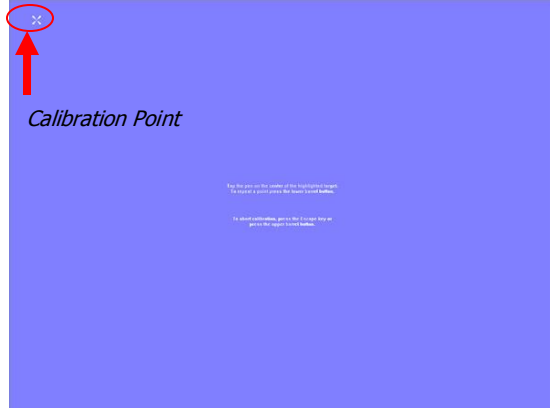 Calibration Point
Tap the pen on the center of the highlighted target.
To repeat a point press the lower barrel button.
To abort calibration, press the Escape key or
press the upper barrel button.